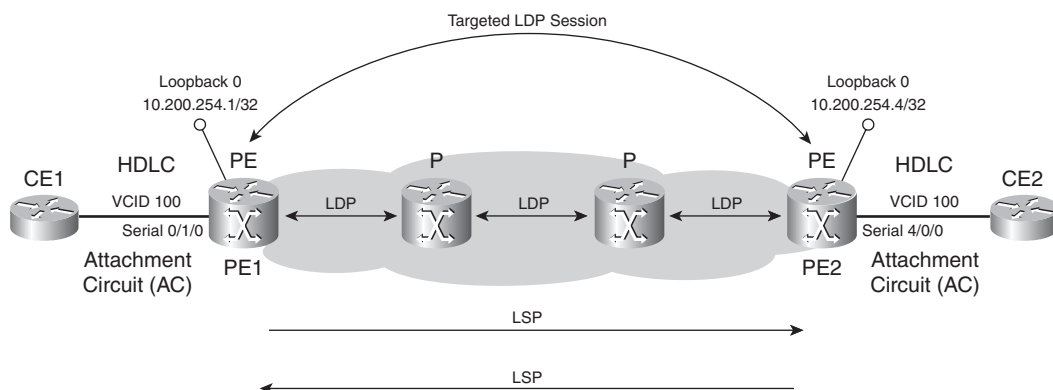 Targeted LDP Session
Loopback 0
10.200.254.1/32
Loopback 0
10.200.254.4/32
CE1
HDLC
PE
P
P
PE
HDLC
CE2
VCID 100
LDP
LDP
LDP
VCID 100
Serial 0/1/0
Serial 4/0/0
Attachment
Circuit (AC)
PE1
PE2
Attachment
Circuit (AC)
LSP
LSP